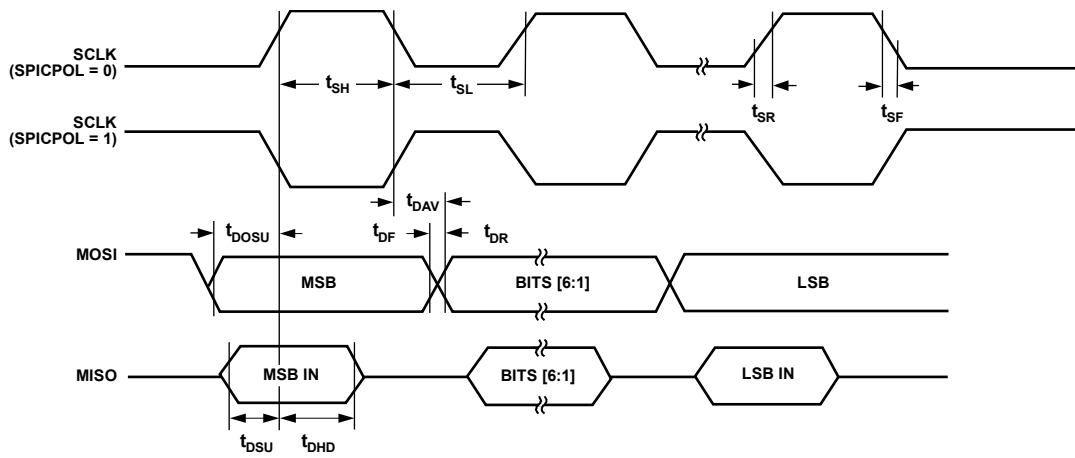 SCLK
(SPICPOL = 0)
tSH
tSL
tSR
tSF
SCLK
(SPICPOL = 1)
tDAV
tDOSU
tDF
tDR
MOSI
MSB
BITS [6:1]
LSB
MISO
MSB IN
BITS [6:1]
LSB IN
tDSU
tDHD